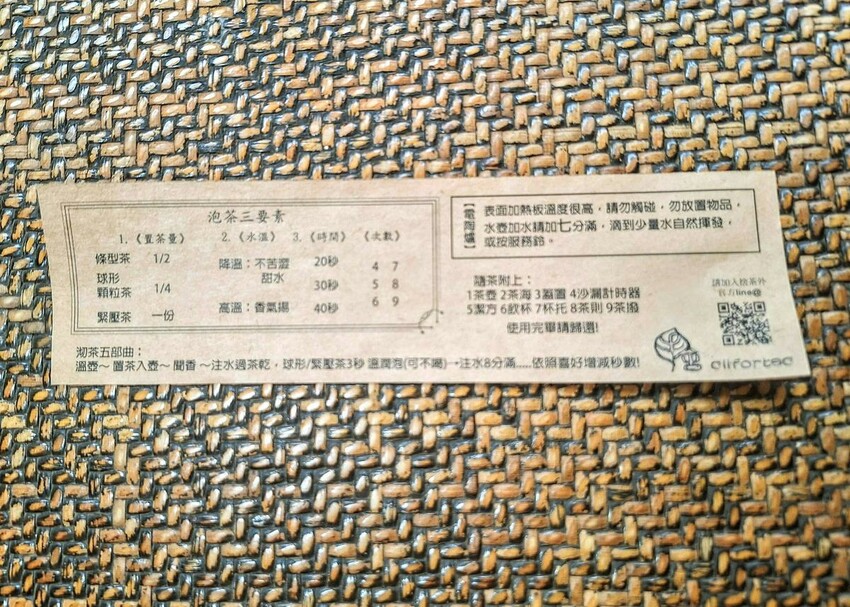 泡茶三要素
1.《置茶量》 2.《水溫》 3.《時間》 《次數》
條型茶 1/2 降溫：不苦澀 20秒 4 7
球形 甜水
顆粒茶 1/4 30秒 5 8
緊壓茶 一份 高溫：香氣揚 40秒 6 9
沏茶五部曲：
溫壺～置茶入壺～聞香～注水過茶乾，球形/緊壓茶3秒 溫潤泡(可不喝)→注水8分滿.....依照喜好增減秒數!
【電陶爐】
表面加熱板溫度很高，請勿觸碰，勿放置物品，
水壺加水請加七分滿，滴到少量水自然揮發，
或按服務鈴。
隨茶附上：
1茶壺 2茶海 3蓋置 4沙漏計時器
5潔方 6飲杯 7杯托 8茶則 9茶撥
使用完畢請歸還!
官方line@